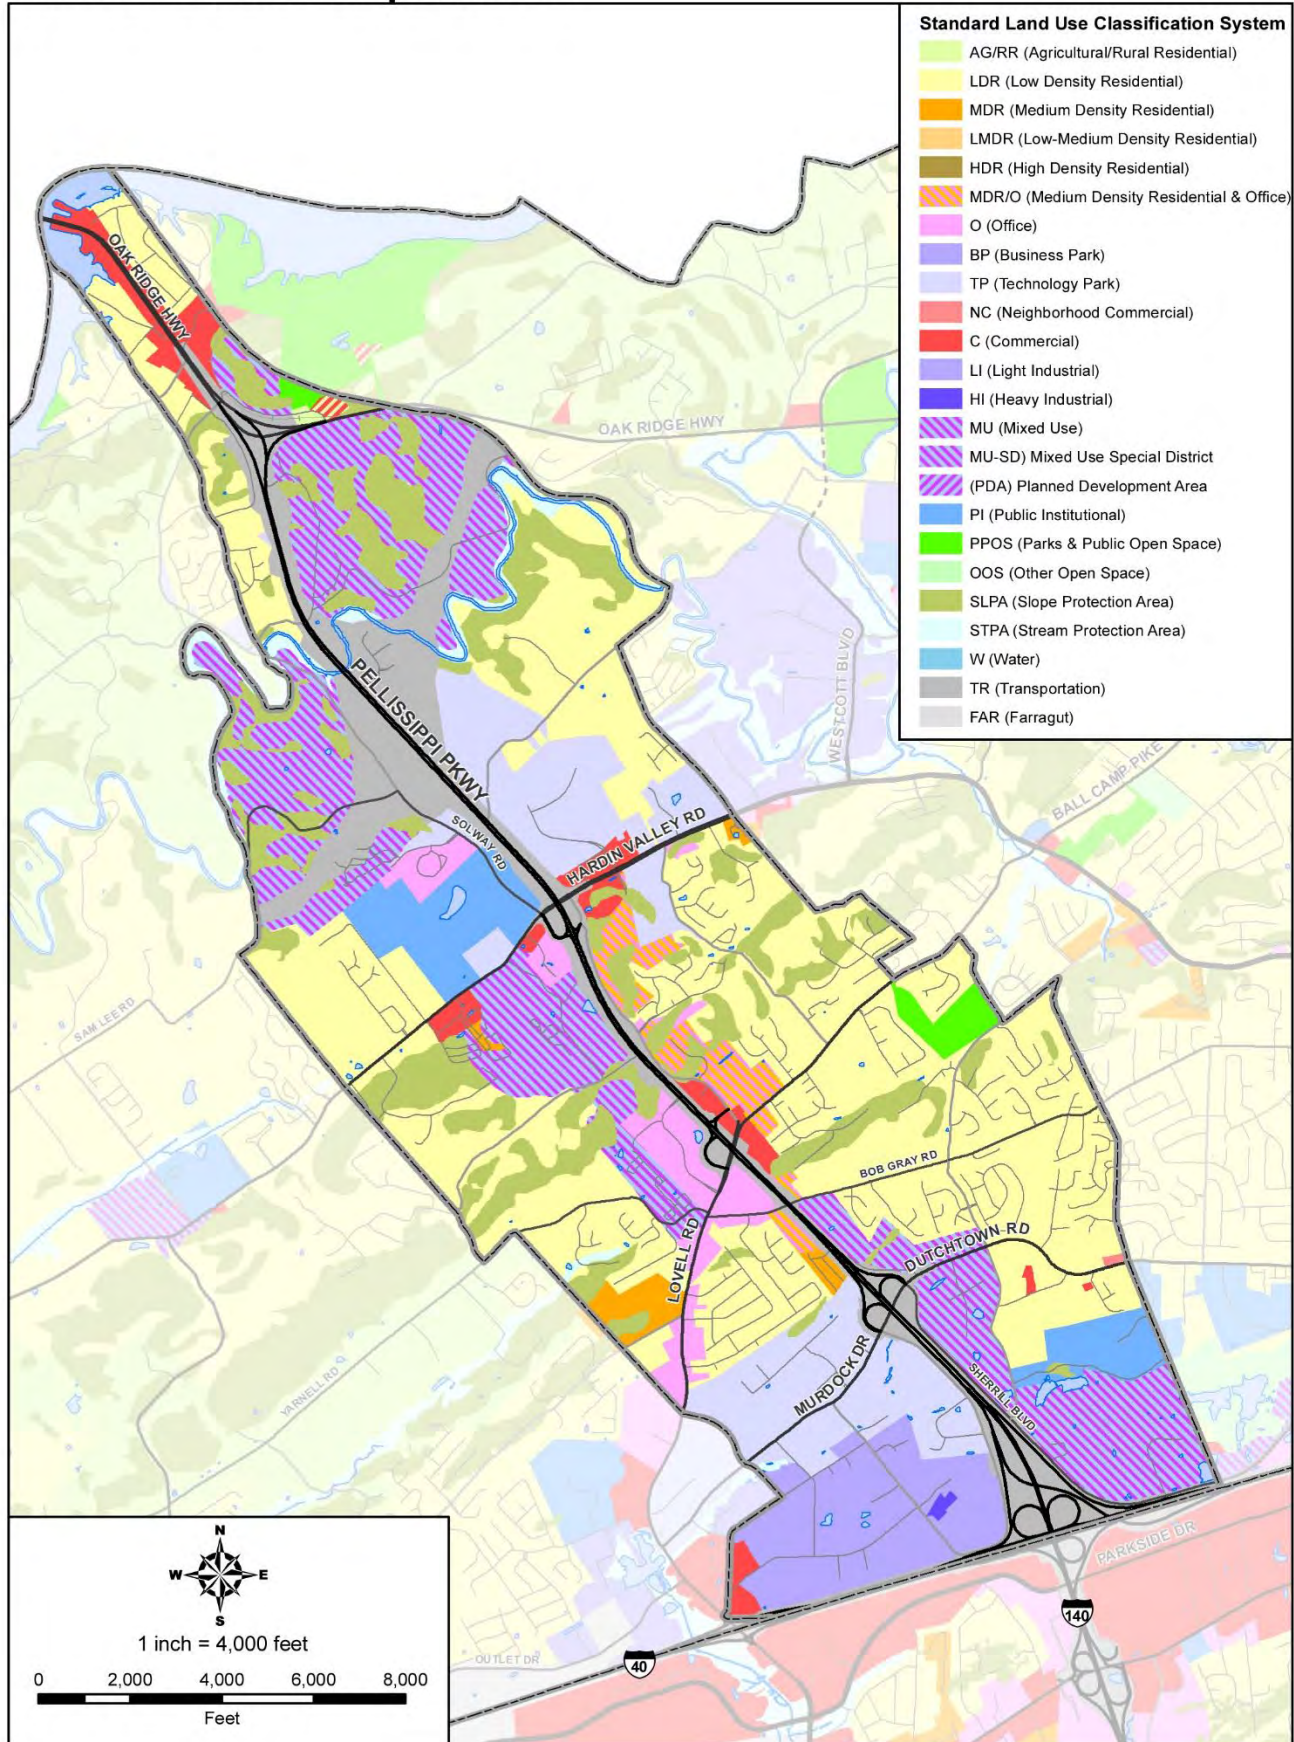 Standard Land Use Classification System
AG/RR (Agricultural/Rural Residential)
LDR (Low Density Residential)
MDR (Medium Density Residential)
LMDR (Low-Medium Density Residential)
HDR (High Density Residential)
MDR/O (Medium Density Residential & Office)
O (Office)
BP (Business Park)
TP (Technology Park)
NC (Neighborhood Commercial)
C (Commercial)
LI (Light Industrial)
HI (Heavy Industrial)
MU (Mixed Use)
MU-SD) Mixed Use Special District
(PDA) Planned Development Area
PI (Public Institutional)
PPOS (Parks & Public Open Space)
OOS (Other Open Space)
SLPA (Slope Protection Area)
STPA (Stream Protection Area)
W (Water)
TR (Transportation)
FAR (Farragut)
OAK RIDGE HWY
OAK RIDGE HWY
WESTCOTT BLVD
PELLISSIPPI PKWY
BALL CAMP PIKE
SOLWAY RD
HARDIN VALLEY RD
SAM LEE RD
BOB GRAY RD
LOVELL RD
DUTCHTOWN RD
MURDOCK DR
SHERRILL BLVD
YARNELL RD
PARKSIDE DR
140
OUTLET DR
40
N
W E
S
1 inch = 4,000 feet
0 2,000 4,000 6,000 8,000
Feet